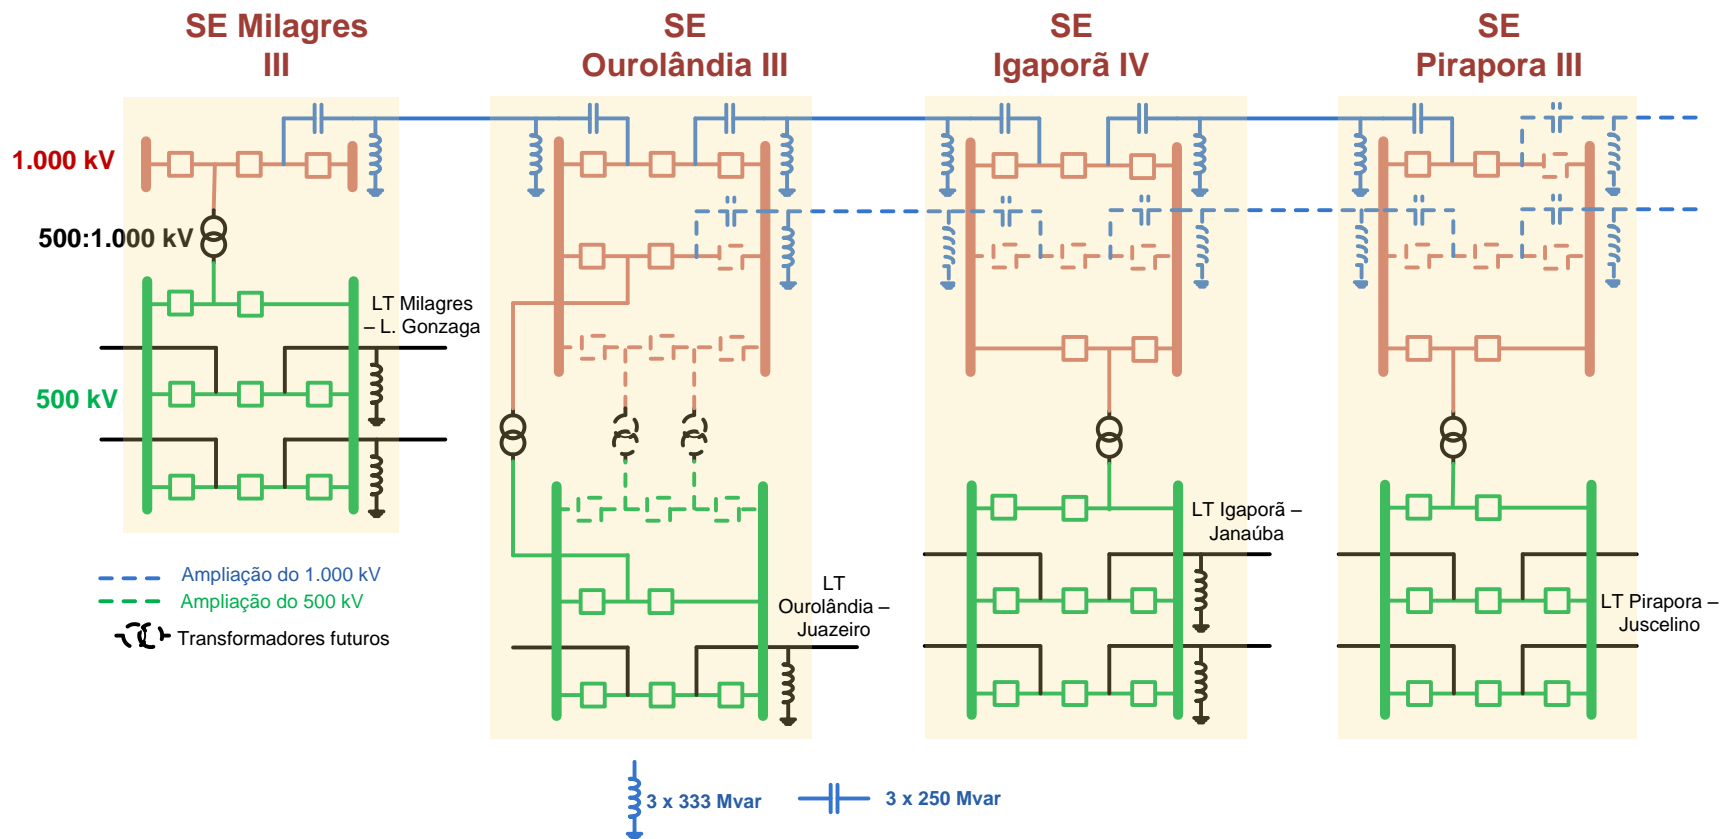 SE Milagres
III
SE
Ourolândia III
SE
Igaporã IV
SE
Pirapora III
1.000 kV
500:1.000 kV
LT Milagres
– L. Gonzaga
500 kV
LT Igaporã –
Janaúba
Ampliação do 1.000 kV
Ampliação do 500 kV
Transformadores futuros
LT
Ourolândia –
Juazeiro
LT Pirapora –
Juscelino
3 x 333 Mvar
3 x 250 Mvar